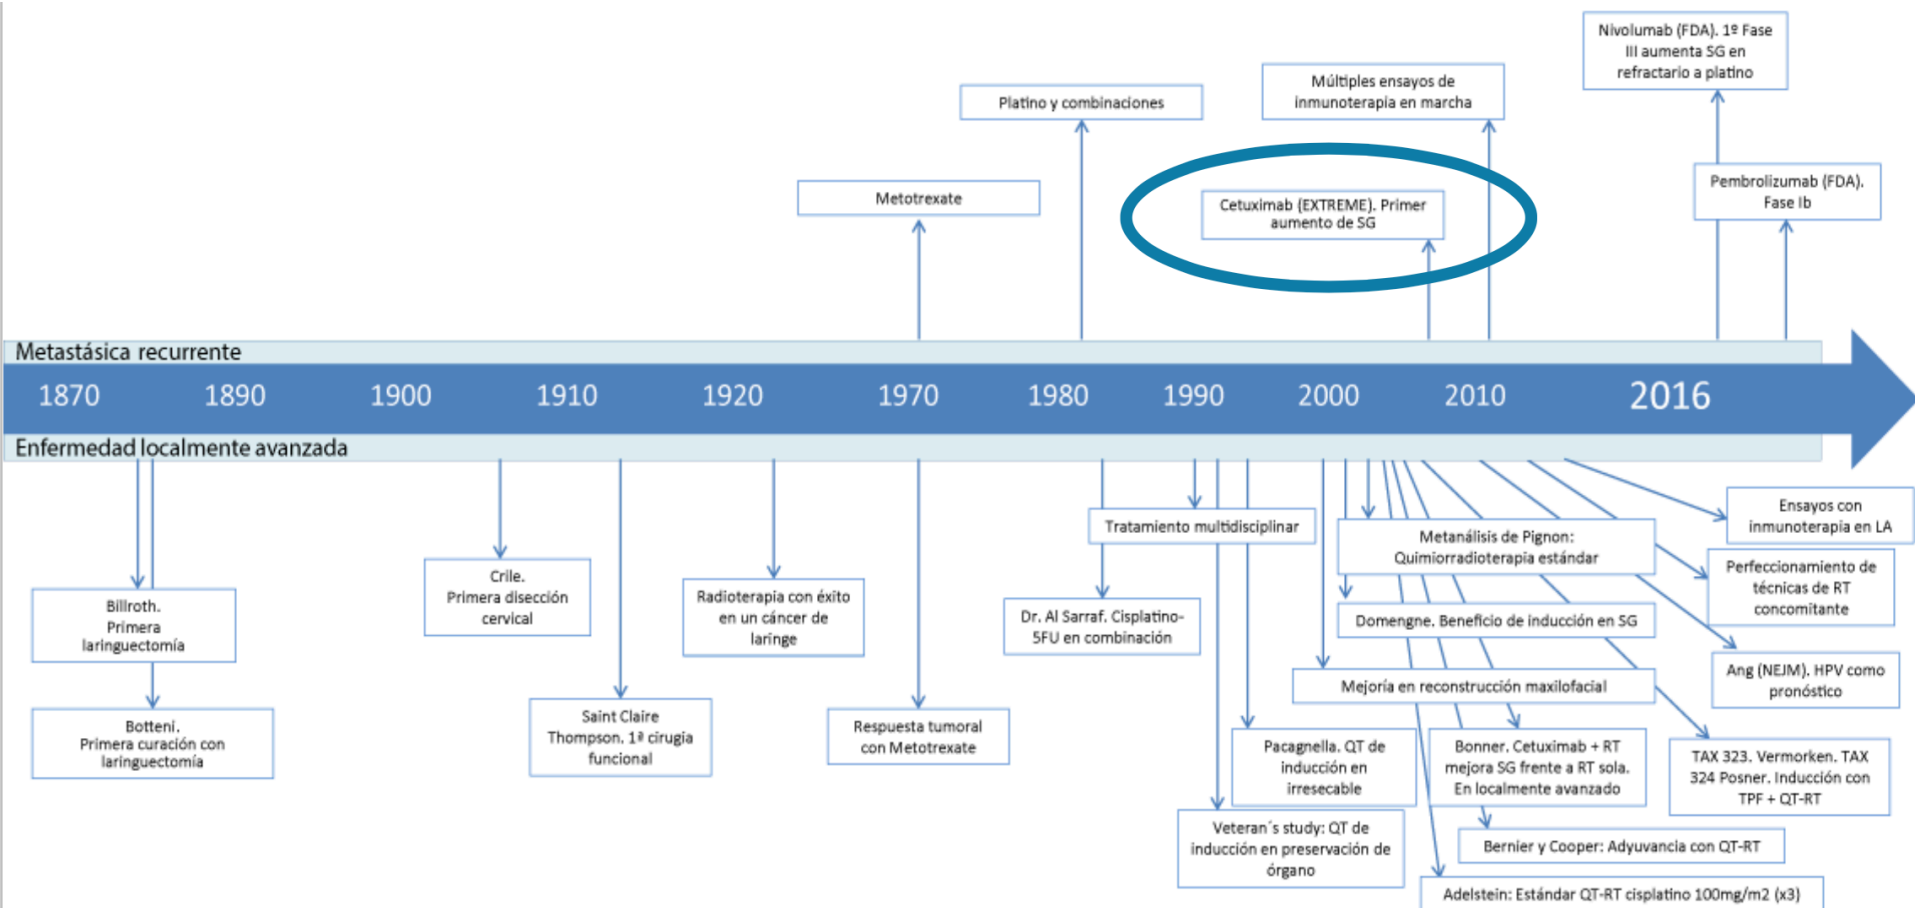 Nivolumab (FDA). 1º Fase
III aumenta SG en
refractario a platino
Múltiples ensayos de
inmunoterapia en marcha
Platino y combinaciones
Pembrolizumab (FDA).
Fase Ib
Metotrexate
Cetuximab (EXTREME). Primer
aumento de SG
Metastásica recurrente
1870 1890 1900 1910 1920 1970 1980 1990 2000 2010 2016
Enfermedad localmente avanzada
Billroth.
Primera
laringuectomía
Botteni.
Primera curación con
laringuectomía
Crile.
Primera disección
cervical
Saint Claire
Thompson. 1ª cirugia
funcional
Radioterapia con éxito
en un cáncer de
laringe
Respuesta tumoral
con Metotrexate
Tratamiento multidisciplinar
Dr. Al Sarraf. Cisplatino-
5FU en combinación
Metanálisis de Pignon:
Quimiorradioterapia estándar
Domengne. Beneficio de inducción en SG
Mejoría en reconstrucción maxilofacial
Pacagnella. QT de
inducción en
irresecable
Veteran´s study: QT de
inducción en preservación de
órgano
Bonner. Cetuximab + RT
mejora SG frente a RT sola.
En localmente avanzado
Bernier y Cooper: Adyuvancia con QT-RT
Adelstein: Estándar QT-RT cisplatino 100mg/m2 (x3)
Ensayos con
inmunoterapia en LA
Perfeccionamiento de
técnicas de RT
concomitante
Ang (NEJM). HPV como
pronóstico
TAX 323. Vermorken. TAX
324 Posner. Inducción con
TPF + QT-RT